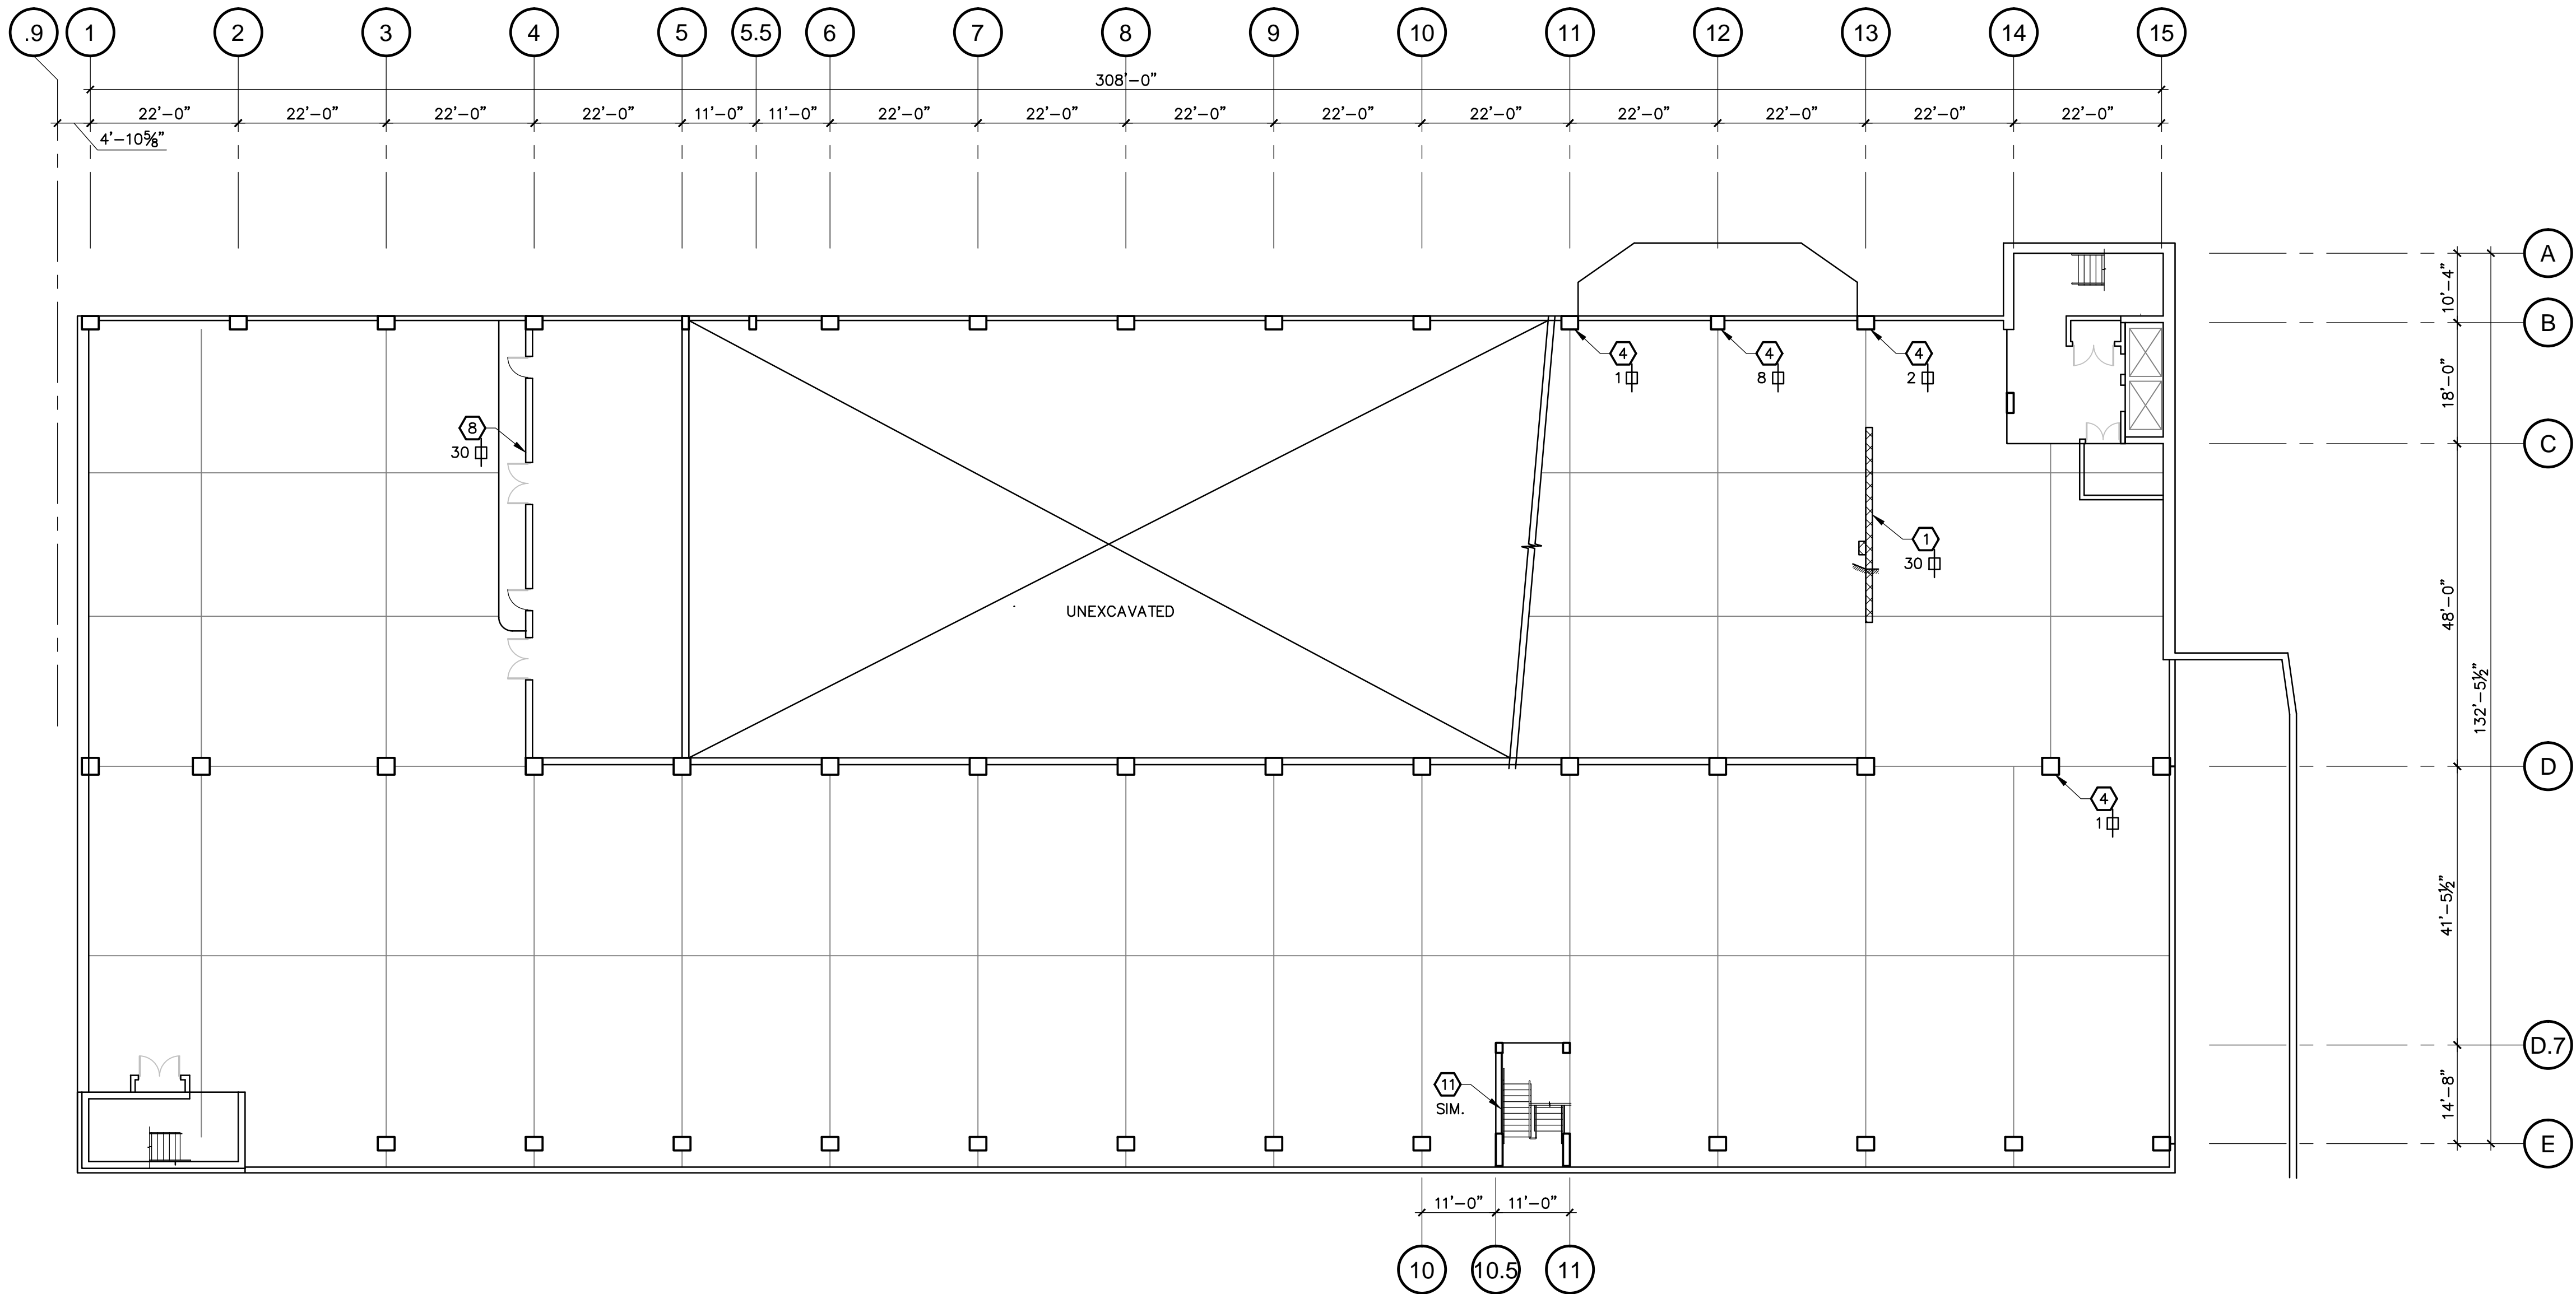 .9 1 2 3 4 5 5.5 6 7 8 9 10 11 12 13 14 15
308'-0"
22'-0" 22'-0" 22'-0" 22'-0" 11'-0" 11'-0" 22'-0" 22'-0" 22'-0" 22'-0" 22'-0" 22'-0" 22'-0" 22'-0" 22'-0"
4'-10⅝"
A
10'-4"
B
4 4 4
1 8 2
18'-0"
8
30
C
1
30
UNEXCAVATED
48'-0"
132'-5½"
D
4
1
41'-5½"
D.7
11
SIM.
14'-8"
E
11'-0" 11'-0"
10 10.5 11